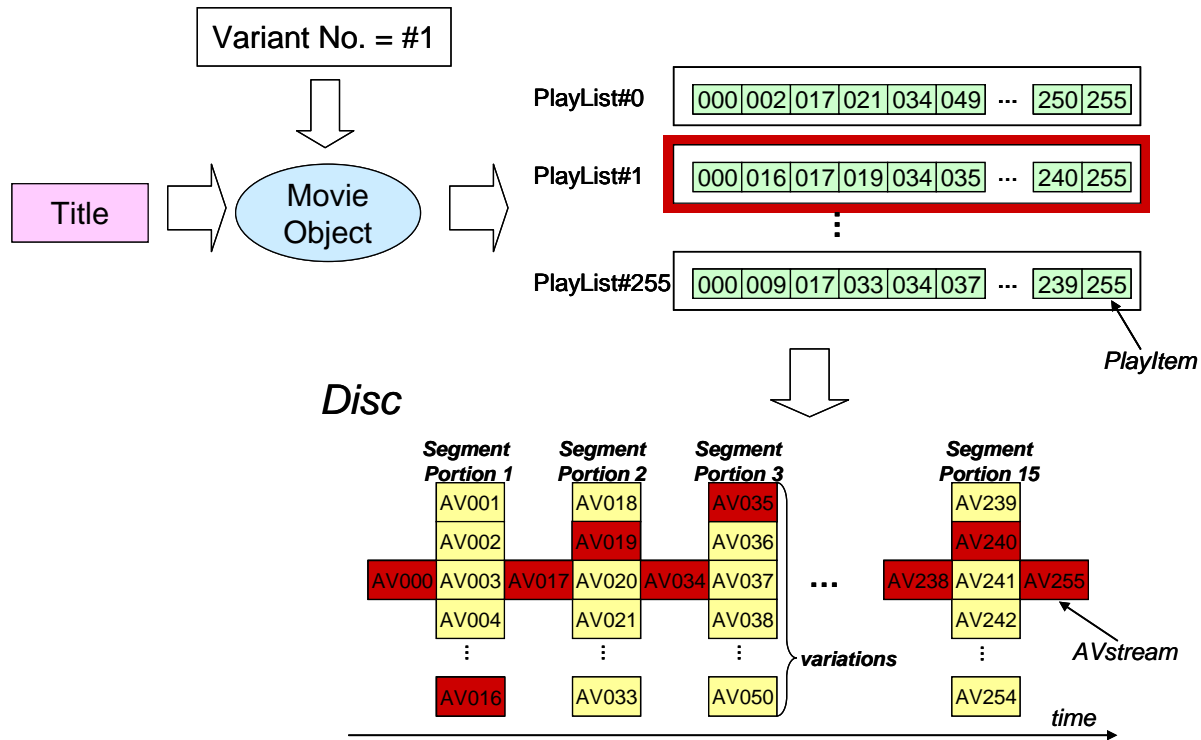 Variant No. = #1
Title
Movie
Object
PlayList#0
000 002 017 021 034 049 ... 250 255
PlayList#1
000 016 017 019 034 035 ... 240 255
PlayList#255
000 009 017 033 034 037 ... 239 255
PlayItem
Disc
Segment
Portion 1
Segment
Portion 2
Segment
Portion 3
Segment
Portion 15
AV001 AV018 AV035 AV239
AV002 AV019 AV036 AV240
AV000 AV003 AV017 AV020 AV034 AV037 ... AV238 AV241 AV255
AV004 AV021 AV038 AV242
AVstream
variations
AV016 AV033 AV050 AV254
time